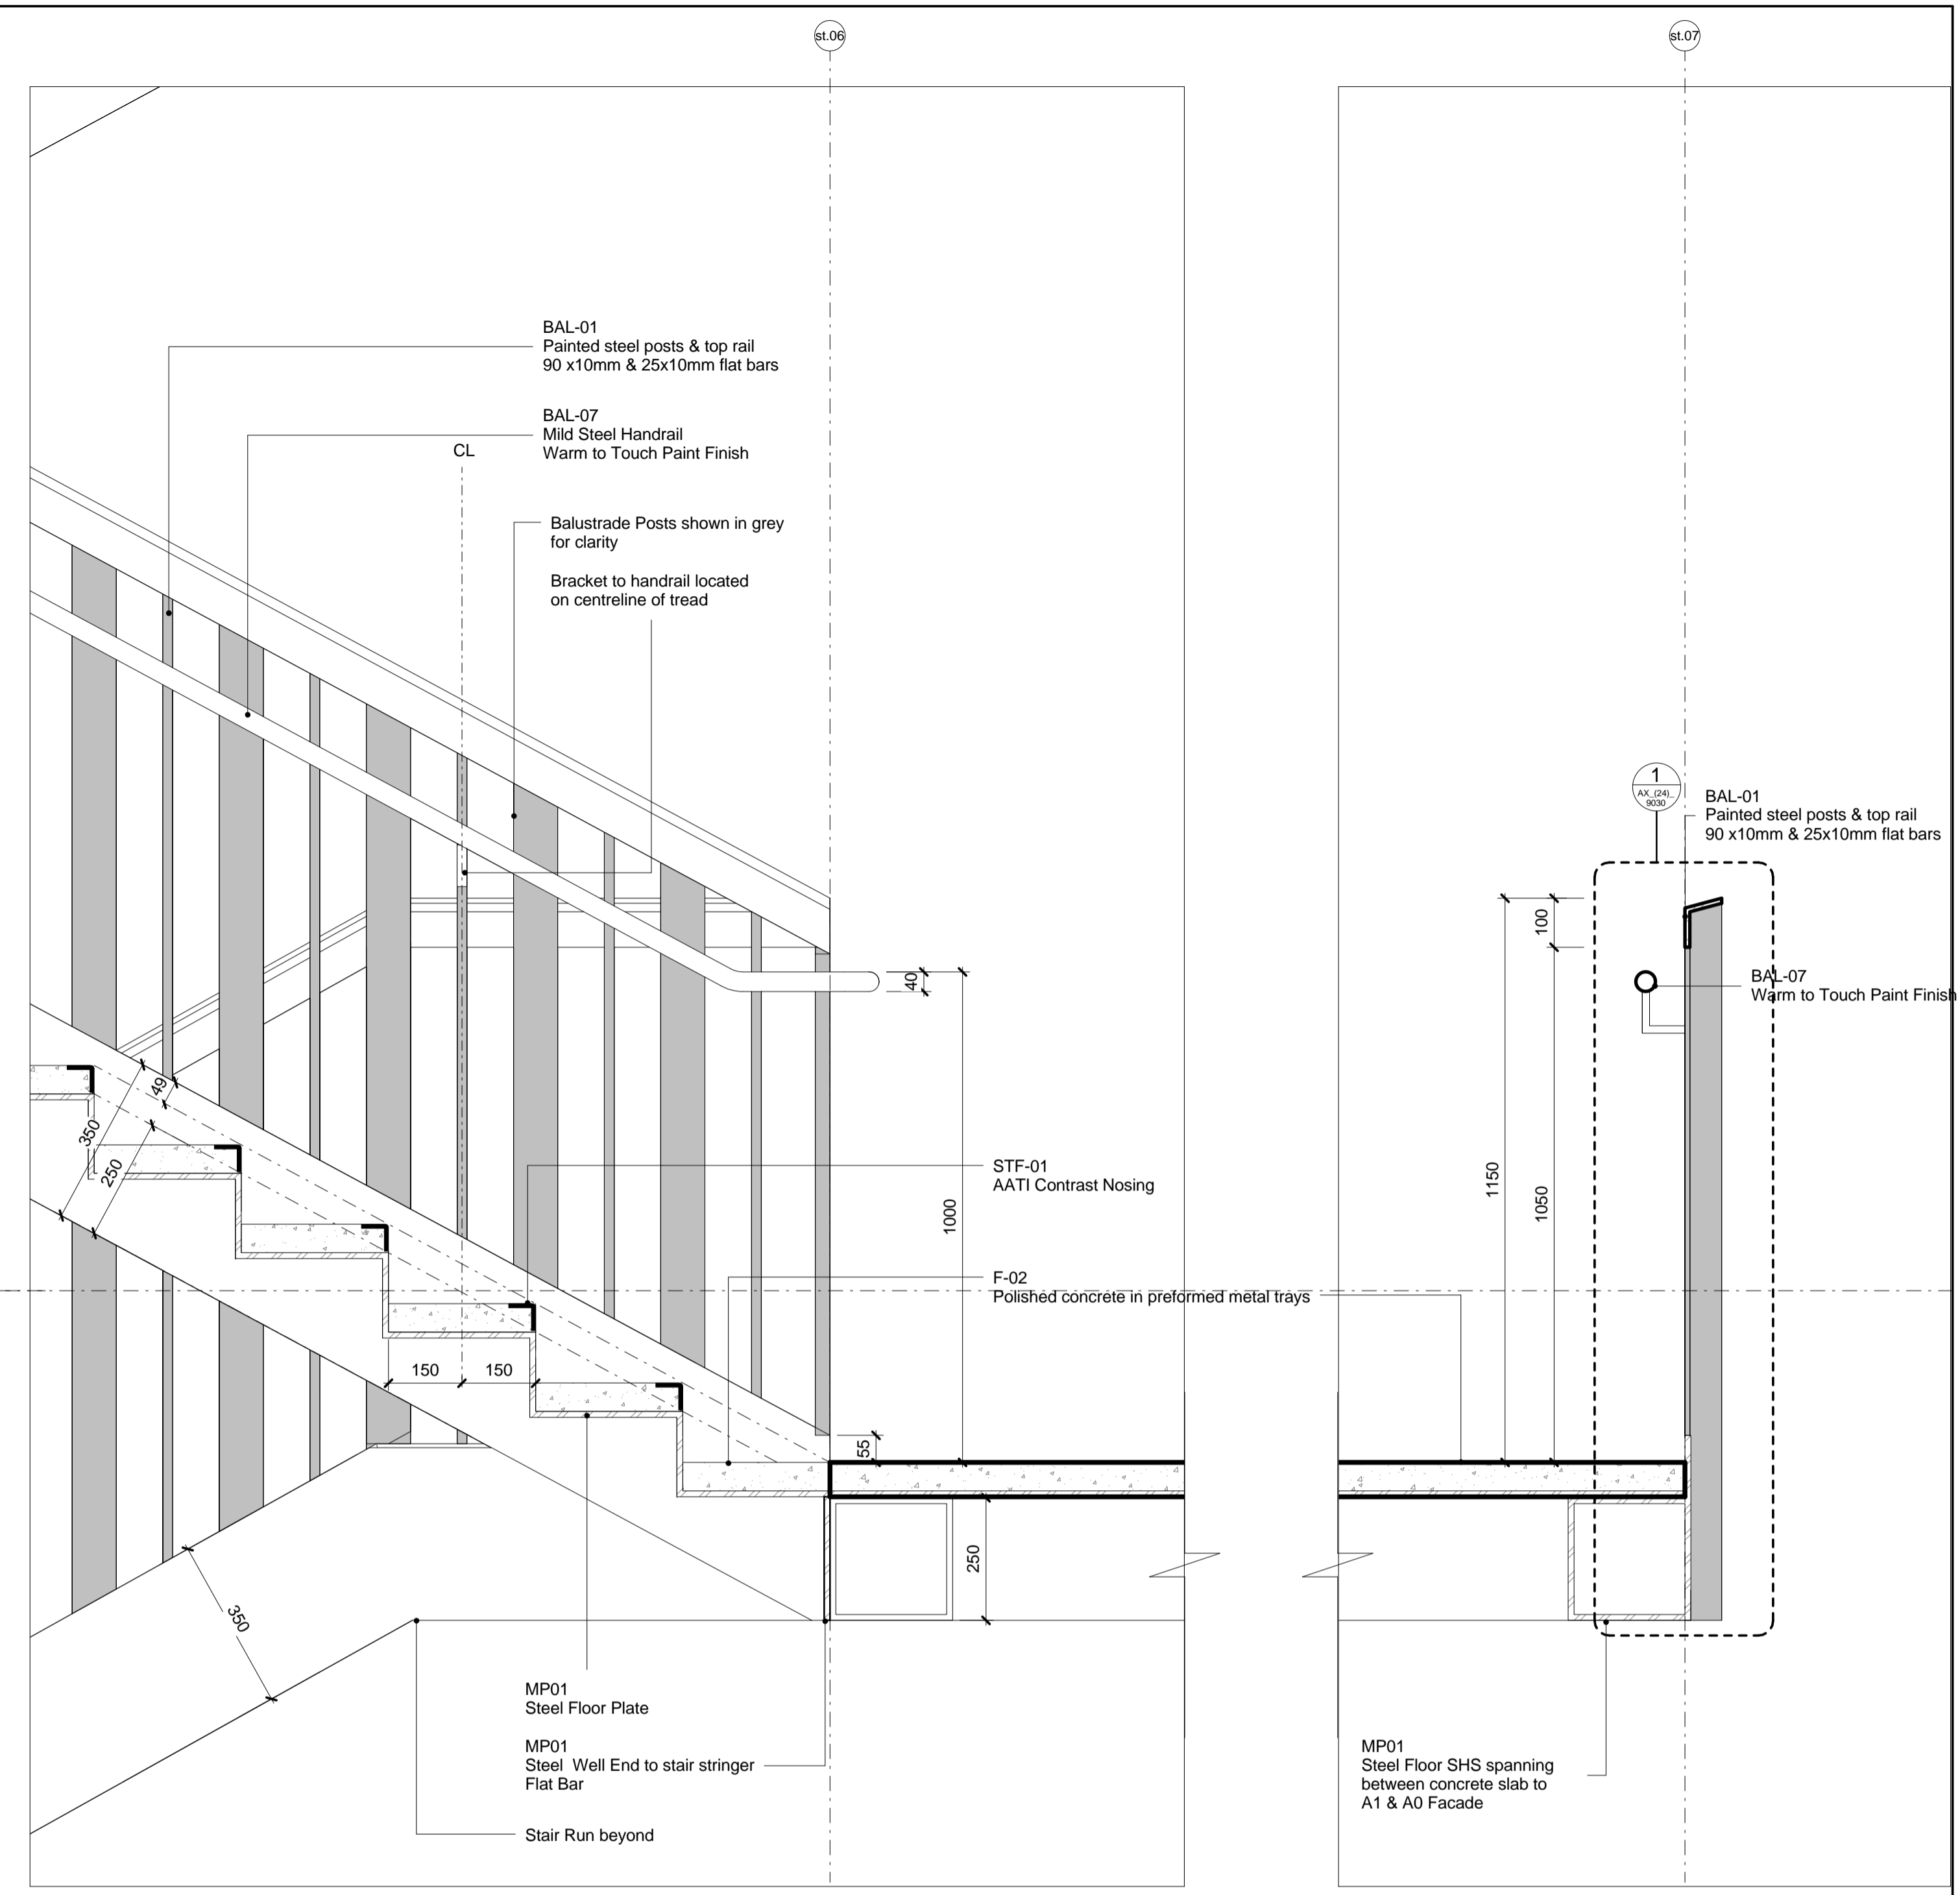 st.06
st.07
BAL-01
Painted steel posts & top rail
90 x10mm & 25x10mm flat bars
BAL-07
Mild Steel Handrail
Warm to Touch Paint Finish
CL
Balustrade Posts shown in grey
for clarity
Bracket to handrail located
on centreline of tread
1
AX_(24)_
9030
BAL-01
Painted steel posts & top rail
90 x10mm & 25x10mm flat bars
100
40
BAL-07
Warm to Touch Paint Finish
49
350
250
STF-01
AATI Contrast Nosing
1000
1150
1050
F-02
Polished concrete in preformed metal trays
150
150
55
250
350
MP01
Steel Floor Plate
MP01
Steel  Well End to stair stringer
Flat Bar
MP01
Steel Floor SHS spanning
between concrete slab to
A1 & A0 Facade
Stair Run beyond